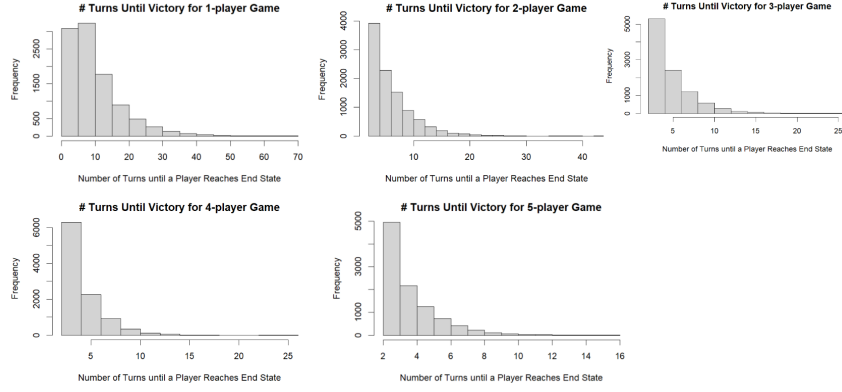 # Turns Until Victory for 1-player Game
Frequency
0 500 1500 2500
0 10 20 30 40 50 60 70
Number of Turns until a Player Reaches End State
# Turns Until Victory for 2-player Game
Frequency
0 1000 2000 3000 4000
10 20 30 40
Number of Turns until a Player Reaches End State
# Turns Until Victory for 3-player Game
Frequency
0 1000 3000 5000
5 10 15 20 25
Number of Turns until a Player Reaches End State
# Turns Until Victory for 4-player Game
Frequency
0 2000 4000 6000
5 10 15 20 25
Number of Turns until a Player Reaches End State
# Turns Until Victory for 5-player Game
Frequency
0 1000 3000 5000
2 4 6 8 10 12 14 16
Number of Turns until a Player Reaches End State